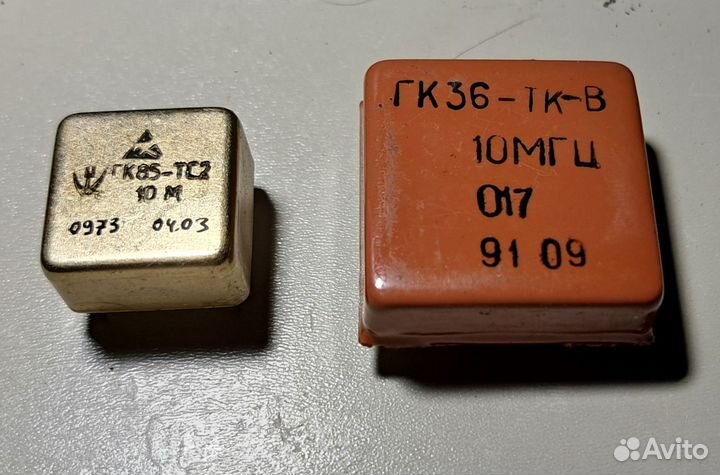 ГК85-ТС2
10 М
0973 04.03
ГК36-ТК-В
10МГЦ
017
91 09
Avito